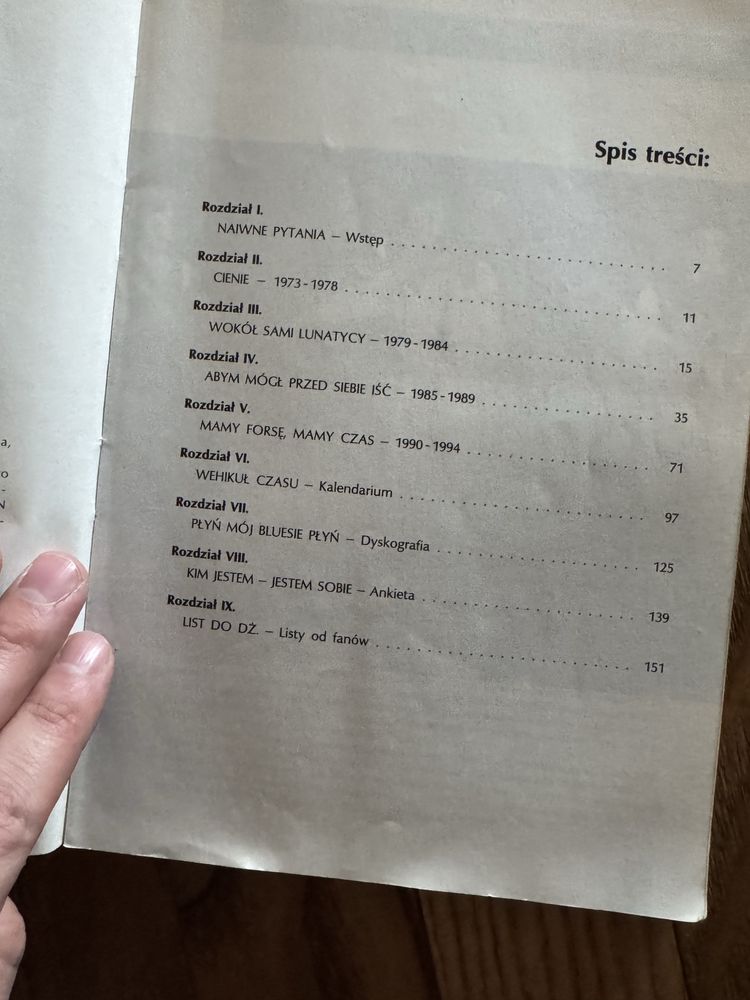 a,
o
-
N
-
Spis treści:
Rozdział I.
NAIWNE PYTANIA – Wstęp . . . . . . . . . . . . . . . . . . . . . . . . . . . . 7
Rozdział II.
CIENIE – 1973-1978 . . . . . . . . . . . . . . . . . . . . . . . . . . . . . . . . 11
Rozdział III.
WOKÓŁ SAMI LUNATYCY – 1979-1984 . . . . . . . . . . . . . . . . . . . . 15
Rozdział IV.
ABYM MÓGŁ PRZED SIEBIE IŚĆ – 1985-1989 . . . . . . . . . . . . . . . . . 35
Rozdział V.
MAMY FORSĘ, MAMY CZAS – 1990-1994 . . . . . . . . . . . . . . . . . . 71
Rozdział VI.
WEHIKUŁ CZASU – Kalendarium . . . . . . . . . . . . . . . . . . . . . . . . 97
Rozdział VII.
PŁYŃ MÓJ BLUESIE PŁYŃ – Dyskografia . . . . . . . . . . . . . . . . . . . . 125
Rozdział VIII.
KIM JESTEM – JESTEM SOBIE – Ankieta . . . . . . . . . . . . . . . . . . . . . 139
Rozdział IX.
LIST DO DŻ. – Listy od fanów . . . . . . . . . . . . . . . . . . . . . . . . . . 151